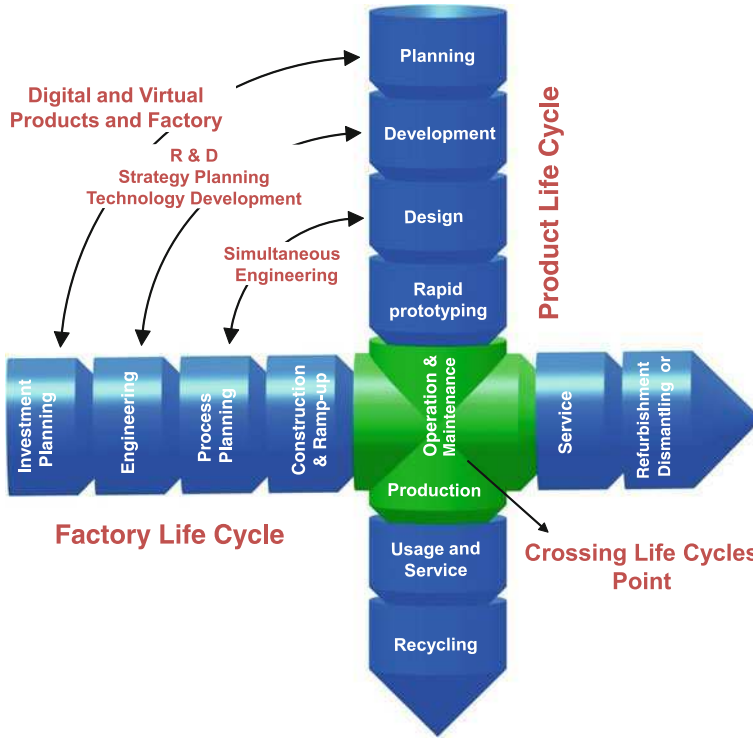 Planning
Digital and Virtual
Products and Factory
Development
R & D
Strategy Planning
Technology Development
Product Life Cycle
Design
Simultaneous
Engineering
Rapid
prototyping
Investment
Planning
Engineering
Process
Planning
Construction
& Ramp-up
Operation &
Maintenance
Service
Refurbishment
Dismantling or
Production
Factory Life Cycle
Usage and
Service
Crossing Life Cycles
Point
Recycling